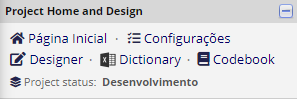 Project Home and Design
Página Inicial · Configurações
Designer · Dictionary · Codebook
Project status: Desenvolvimento